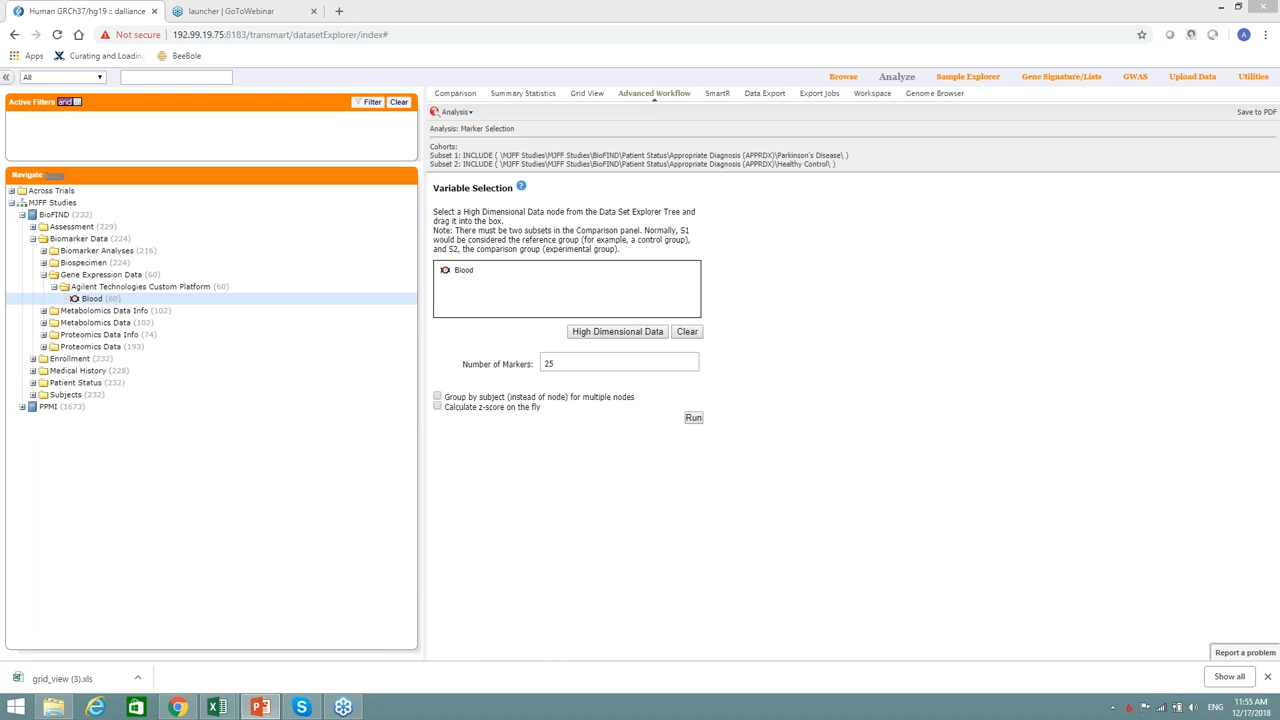 Human GRCh37/hg19 :: dalliance
launcher | GoToWebinar
Not secure | 192.99.19.75:8183/transmart/datasetExplorer/index#
A
Apps
Curating and Loading
BeeBole
All
Browse Analyze Sample Explorer Gene Signature/Lists GWAS Upload Data Utilities
Active Filters and
Filter Clear
Comparison Summary Statistics Grid View Advanced Workflow SmartR Data Export Export Jobs Workspace Genome Browser
Analysis
Save to PDF
Analysis: Marker Selection
Cohorts:
Subset 1: INCLUDE ( \MJFF Studies\MJFF Studies\BioFIND\Patient Status\Appropriate Diagnosis (APPRDX)\Parkinson's Disease\ )
Subset 2: INCLUDE ( \MJFF Studies\MJFF Studies\BioFIND\Patient Status\Appropriate Diagnosis (APPRDX)\Healthy Control\ )
Navigate Terms
Across Trials
MJFF Studies
BioFIND (232)
Assessment (229)
Biomarker Data (224)
Biomarker Analyses (216)
Biospecimen (224)
Gene Expression Data (60)
Agilent Technologies Custom Platform (60)
Blood (60)
Metabolomics Data Info (102)
Metabolomics Data (102)
Proteomics Data Info (74)
Proteomics Data (193)
Enrollment (232)
Medical History (228)
Patient Status (232)
Subjects (232)
PPMI (1673)
Variable Selection ?
Select a High Dimensional Data node from the Data Set Explorer Tree and
drag it into the box.
Note: There must be two subsets in the Comparison panel. Normally, S1
would be considered the reference group (for example, a control group),
and S2, the comparison group (experimental group).
Blood
High Dimensional Data Clear
Number of Markers: 25
Group by subject (instead of node) for multiple nodes
Calculate z-score on the fly
Run
Report a problem
grid_view (3).xls
Show all
ENG
11:55 AM
12/17/2018